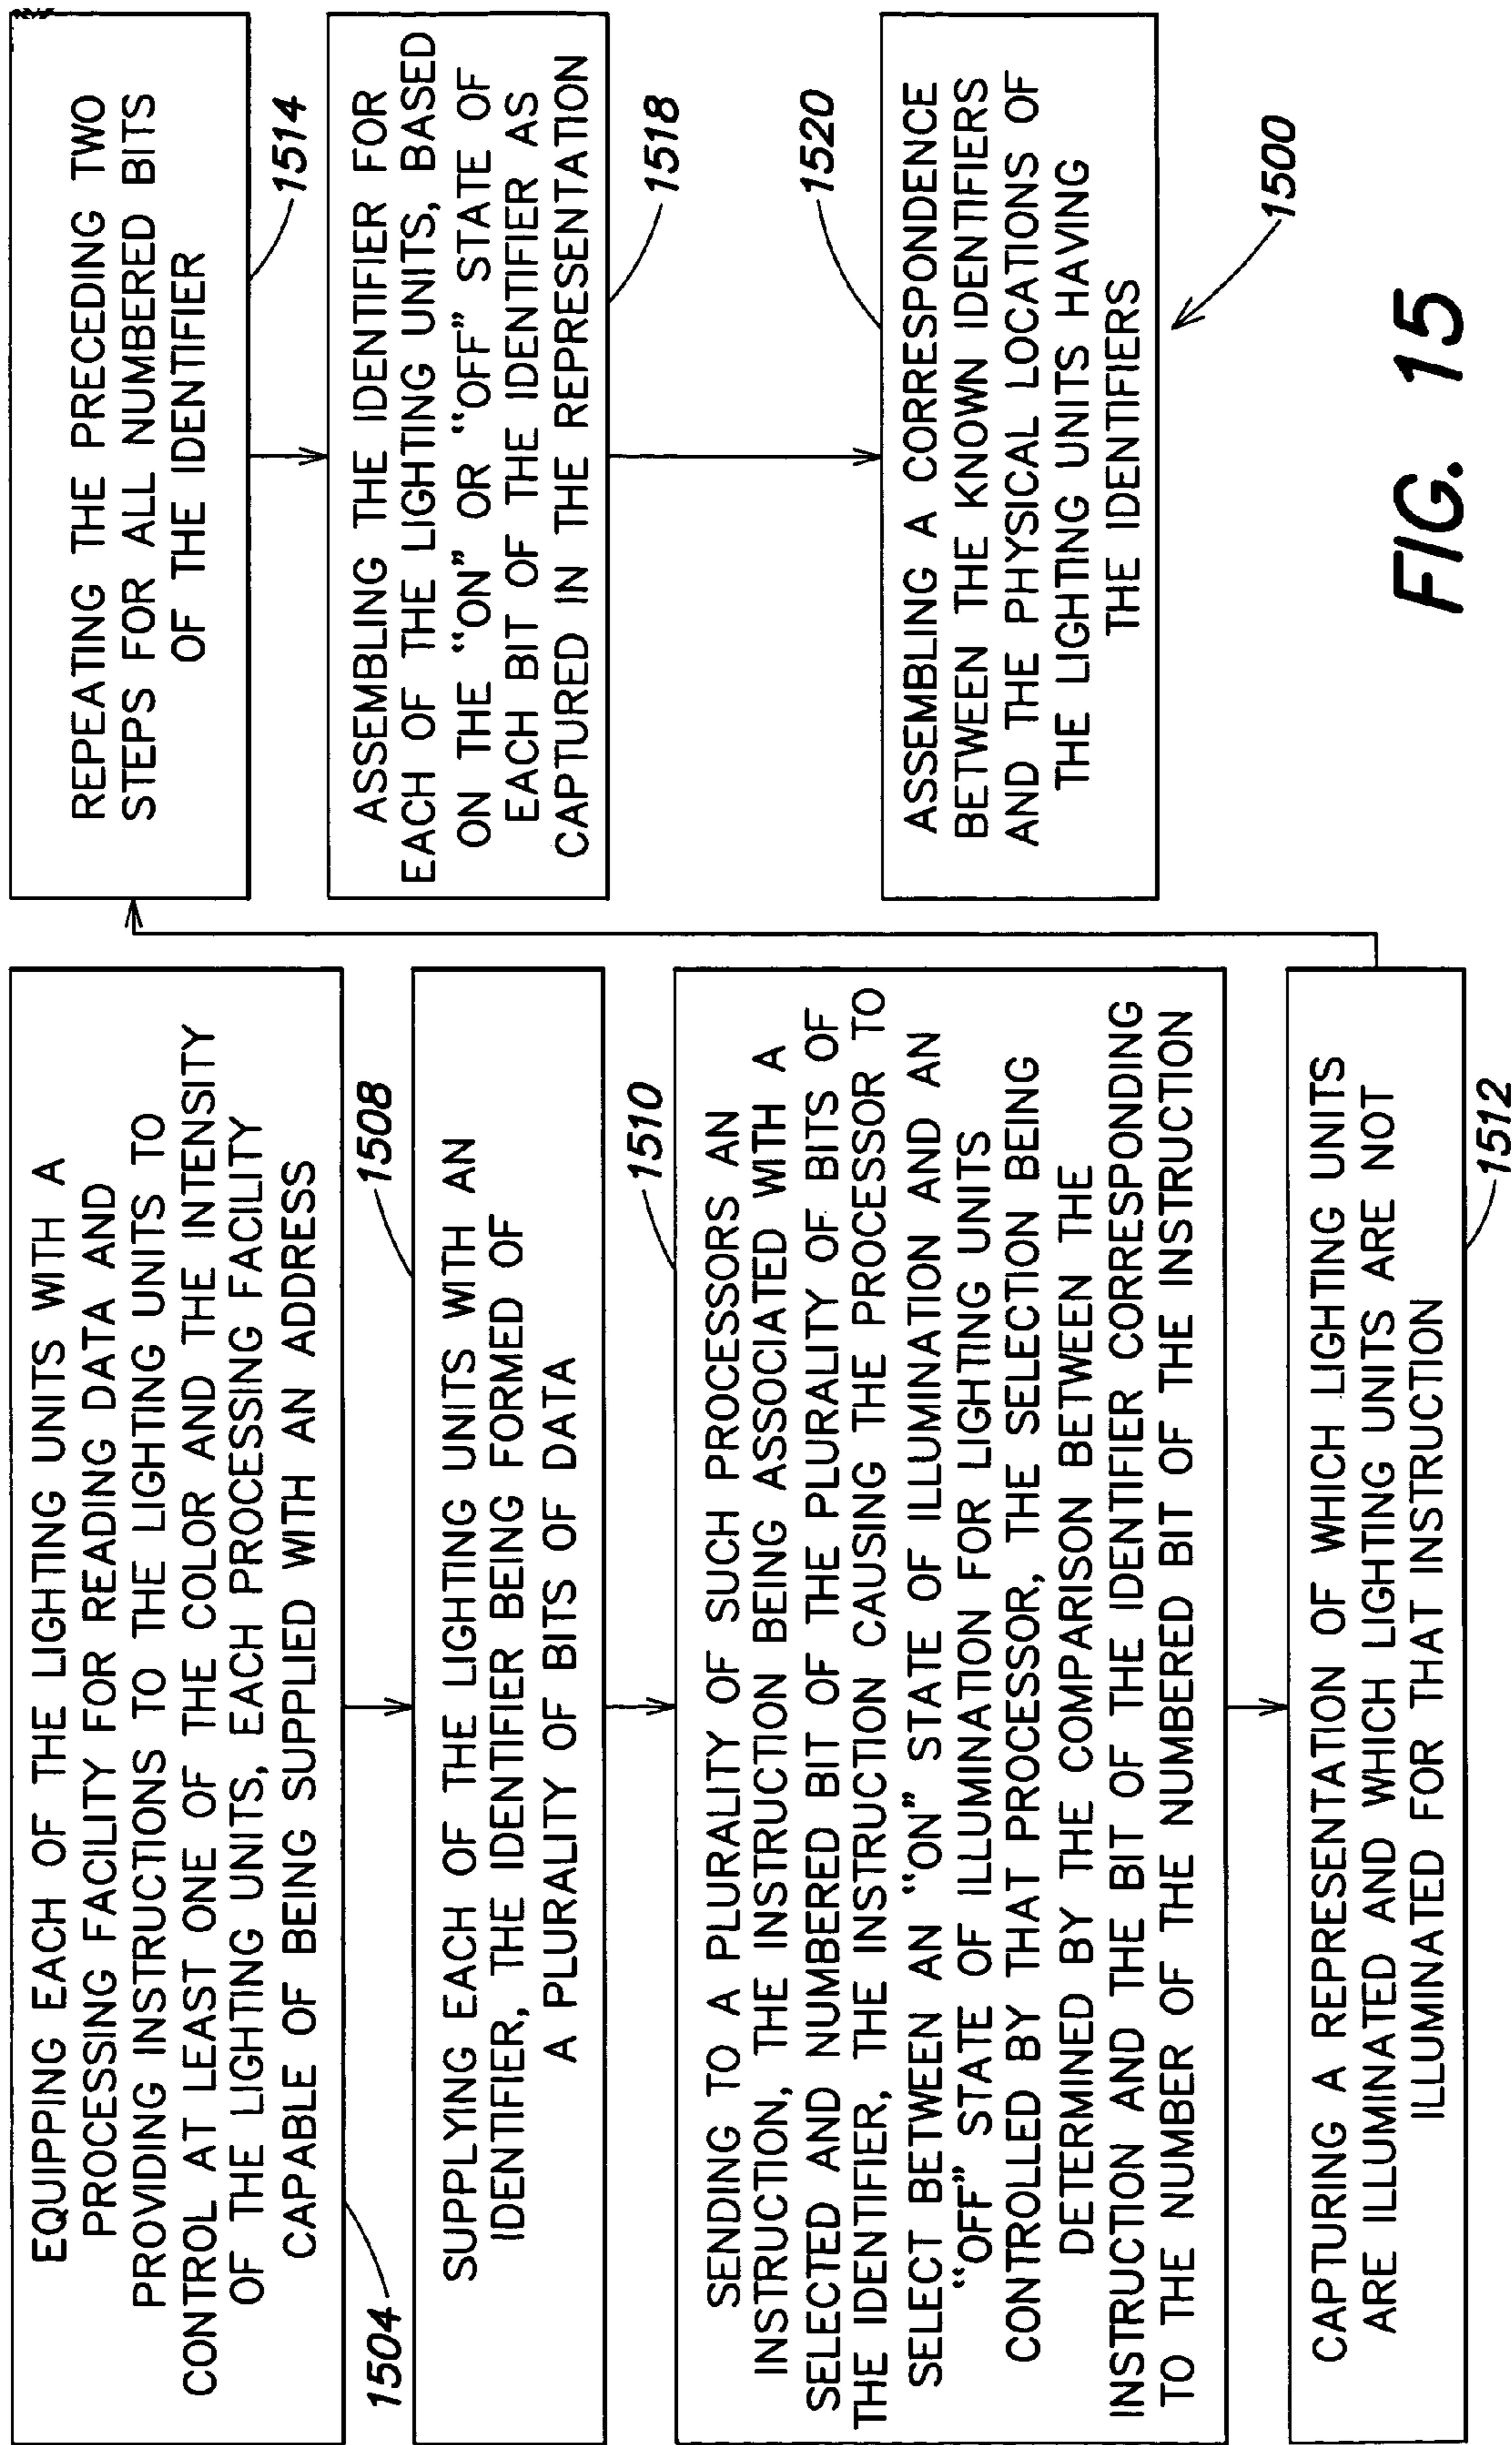 EQUIPPING EACH OF THE LIGHTING UNITS WITH A
PROCESSING FACILITY FOR READING DATA AND
PROVIDING INSTRUCTIONS TO THE LIGHTING UNITS TO
CONTROL AT LEAST ONE OF THE COLOR AND THE INTENSITY
OF THE LIGHTING UNITS, EACH PROCESSING FACILITY
CAPABLE OF BEING SUPPLIED WITH AN ADDRESS
1504
1508
SUPPLYING EACH OF THE LIGHTING UNITS WITH AN
IDENTIFIER, THE IDENTIFIER BEING FORMED OF
A PLURALITY OF BITS OF DATA
1510
SENDING TO A PLURALITY OF SUCH PROCESSORS AN
INSTRUCTION, THE INSTRUCTION BEING ASSOCIATED WITH A
SELECTED AND NUMBERED BIT OF THE PLURALITY OF BITS OF
THE IDENTIFIER, THE INSTRUCTION CAUSING THE PROCESSOR TO
SELECT BETWEEN AN “ON” STATE OF ILLUMINATION AND AN
“OFF” STATE OF ILLUMINATION FOR LIGHTING UNITS
CONTROLLED BY THAT PROCESSOR, THE SELECTION BEING
DETERMINED BY THE COMPARISON BETWEEN THE
INSTRUCTION AND THE BIT OF THE IDENTIFIER CORRESPONDING
TO THE NUMBER OF THE NUMBERED BIT OF THE INSTRUCTION
CAPTURING A REPRESENTATION OF WHICH LIGHTING UNITS
ARE ILLUMINATED AND WHICH LIGHTING UNITS ARE NOT
ILLUMINATED FOR THAT INSTRUCTION
1512
REPEATING THE PRECEDING TWO
STEPS FOR ALL NUMBERED BITS
OF THE IDENTIFIER
1514
ASSEMBLING THE IDENTIFIER FOR
EACH OF THE LIGHTING UNITS, BASED
ON THE “ON” OR “OFF” STATE OF
EACH BIT OF THE IDENTIFIER AS
CAPTURED IN THE REPRESENTATION
1518
1520
ASSEMBLING A CORRESPONDENCE
BETWEEN THE KNOWN IDENTIFIERS
AND THE PHYSICAL LOCATIONS OF
THE LIGHTING UNITS HAVING
THE IDENTIFIERS
1500
FIG. 15